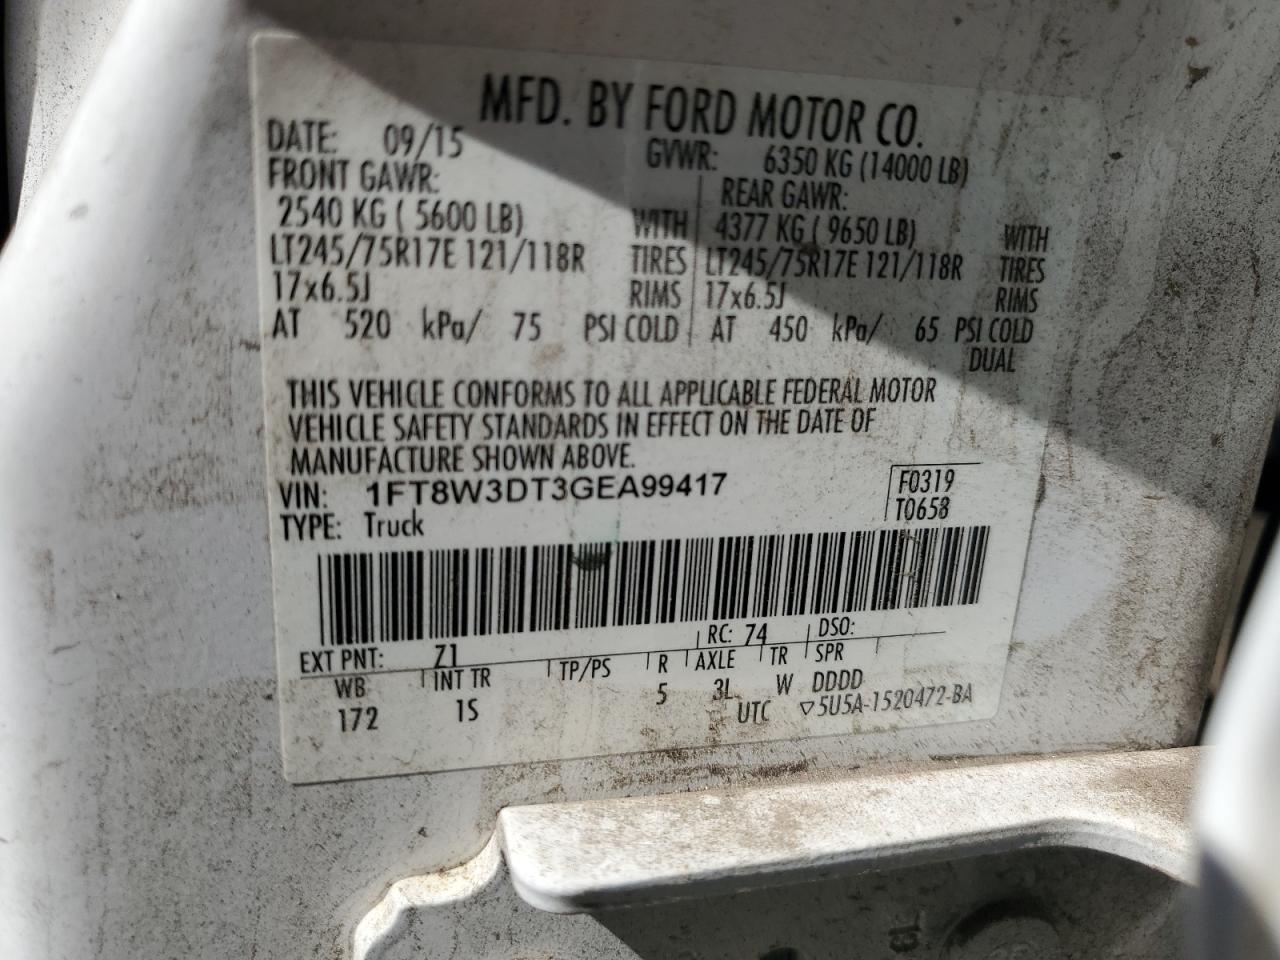 MFD. BY FORD MOTOR CO.
DATE: 09/15 GVWR: 6350 KG (14000 LB)
FRONT GAWR: REAR GAWR:
2540 KG ( 5600 LB) WITH 4377 KG ( 9650 LB) WITH
LT245/75R17E 121/118R TIRES LT245/75R17E 121/118R TIRES
17x6.5J RIMS 17x6.5J RIMS
AT 520 kPa/ 75 PSI COLD AT 450 kPa/ 65 PSI COLD
DUAL
THIS VEHICLE CONFORMS TO ALL APPLICABLE FEDERAL MOTOR
VEHICLE SAFETY STANDARDS IN EFFECT ON THE DATE OF
MANUFACTURE SHOWN ABOVE.
VIN: 1FT8W3DT3GEA99417 F0319
TYPE: Truck T0658
EXT PNT: Z1 RC: 74 DSO:
WB INT TR TP/PS R AXLE TR SPR
172 1S 5 3L W DDDD
UTC ▽5U5A-1520472-BA